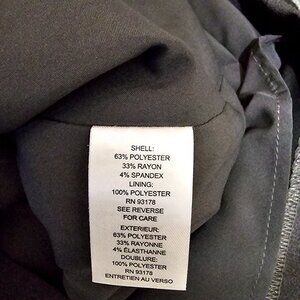 SHELL:
63% POLYESTER
33% RAYON
4% SPANDEX
LINING:
100% POLYESTER
RN 93178
SEE REVERSE
FOR CARE
EXTERIEUR:
63% POLYESTER
33% RAYONNE
4% ÉLASTHANNE
DOUBLURE:
100% POLYESTER
RN 93178
ENTRETIEN AU VERSO